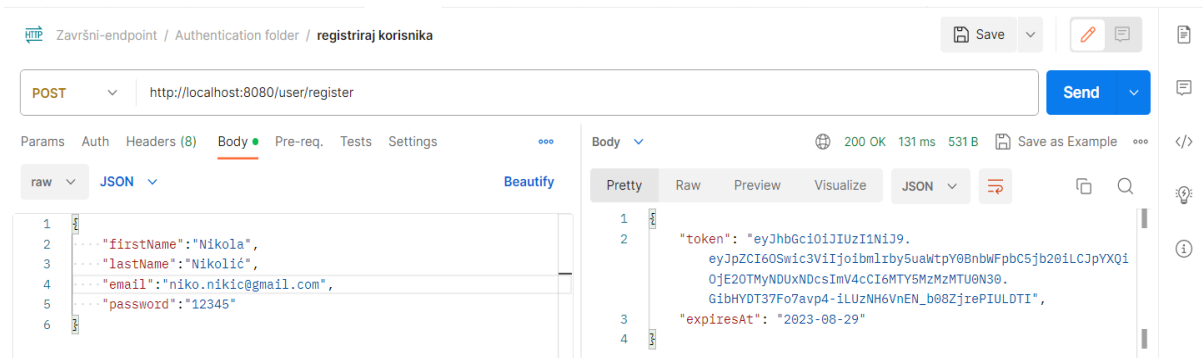 HTTP Završni-endpoint / Authentication folder / registriraj korisnika
Save
POST http://localhost:8080/user/register
Send
Params Auth Headers (8) Body Pre-req. Tests Settings
raw JSON Beautify
1 {
2 "firstName":"Nikola",
3 "lastName":"Nikolić",
4 "email":"niko.nikic@gmail.com",
5 "password":"12345"
6 }
Body 200 OK 131 ms 531 B Save as Example
Pretty Raw Preview Visualize JSON
1 {
2 "token": "eyJhbGciOiJIUzI1NiJ9.
eyJpZCI6OSwic3ViIjoibmlrby5uaWtpY0BnbWFpbC5jb20iLCJpYXQi
OjE2OTMyNDUxNDcsImV4cCI6MTY5MzMzMTU0N30.
GibHYDT37Fo7avp4-iLUzNH6VnEN_b08ZjrePIULDTI",
3 "expiresAt": "2023-08-29"
4 }